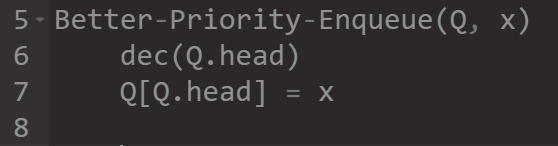 5 Better-Priority-Enqueue(Q, x)
6 dec(Q.head)
7 Q[Q.head] = x
8